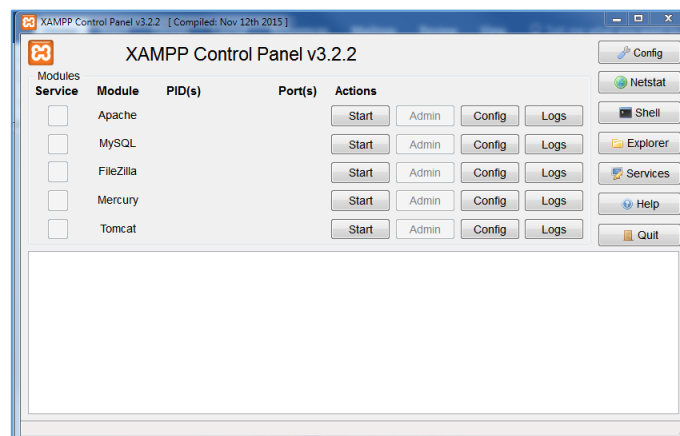 XAMPP Control Panel v3.2.2 [ Compiled: Nov 12th 2015 ]
XAMPP Control Panel v3.2.2
Config
Modules
Service Module PID(s) Port(s) Actions
Netstat
Apache Start Admin Config Logs
Shell
MySQL Start Admin Config Logs
Explorer
FileZilla Start Admin Config Logs
Services
Mercury Start Admin Config Logs
Help
Tomcat Start Admin Config Logs
Quit